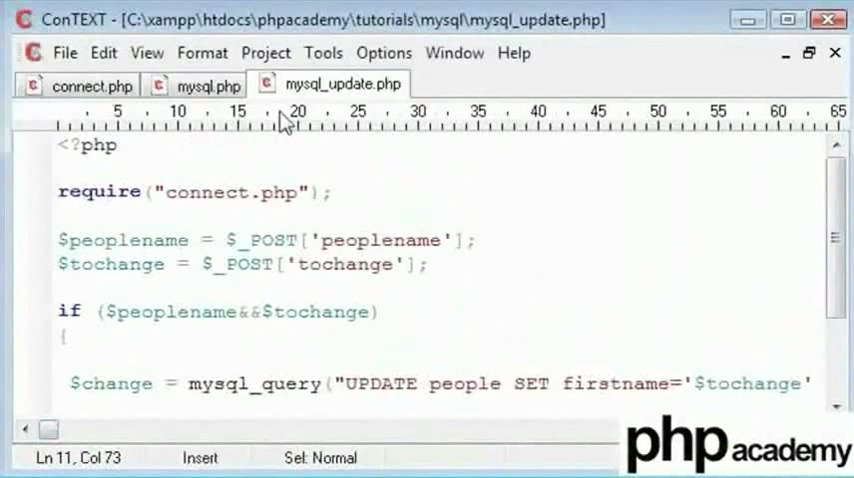 ConTEXT - [C:\xampp\htdocs\phpacademy\tutorials\mysql\mysql_update.php]
File Edit View Format Project Tools Options Window Help
connect.php mysql.php mysql_update.php
5 10 15 20 25 30 35 40 45 50 55 60 65
<?php
require("connect.php");
$peoplename = $_POST['peoplename'];
$tochange = $_POST['tochange'];
if ($peoplename&&$tochange)
{
$change = mysql_query("UPDATE people SET firstname='$tochange'
Ln 11, Col 73 Insert Sel: Normal
php academy